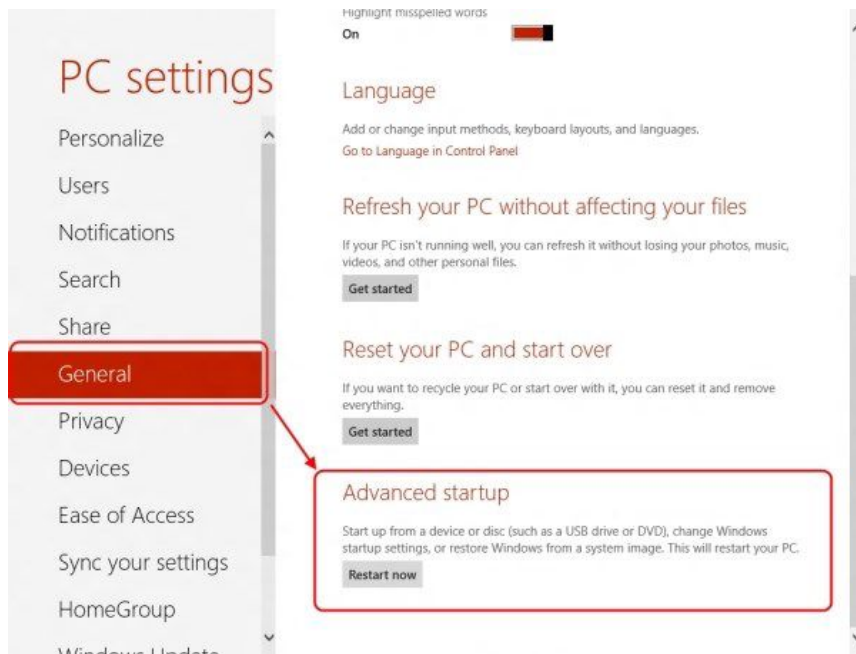 PC settings
Personalize
Users
Notifications
Search
Share
General
Privacy
Devices
Ease of Access
Sync your settings
HomeGroup
Windows Update
Highlight misspelled words
On
Language
Add or change input methods, keyboard layouts, and languages.
Go to Language in Control Panel
Refresh your PC without affecting your files
If your PC isn't running well, you can refresh it without losing your photos, music,
videos, and other personal files.
Get started
Reset your PC and start over
If you want to recycle your PC or start over with it, you can reset it and remove
everything.
Get started
Advanced startup
Start up from a device or disc (such as a USB drive or DVD), change Windows
startup settings, or restore Windows from a system image. This will restart your PC.
Restart now